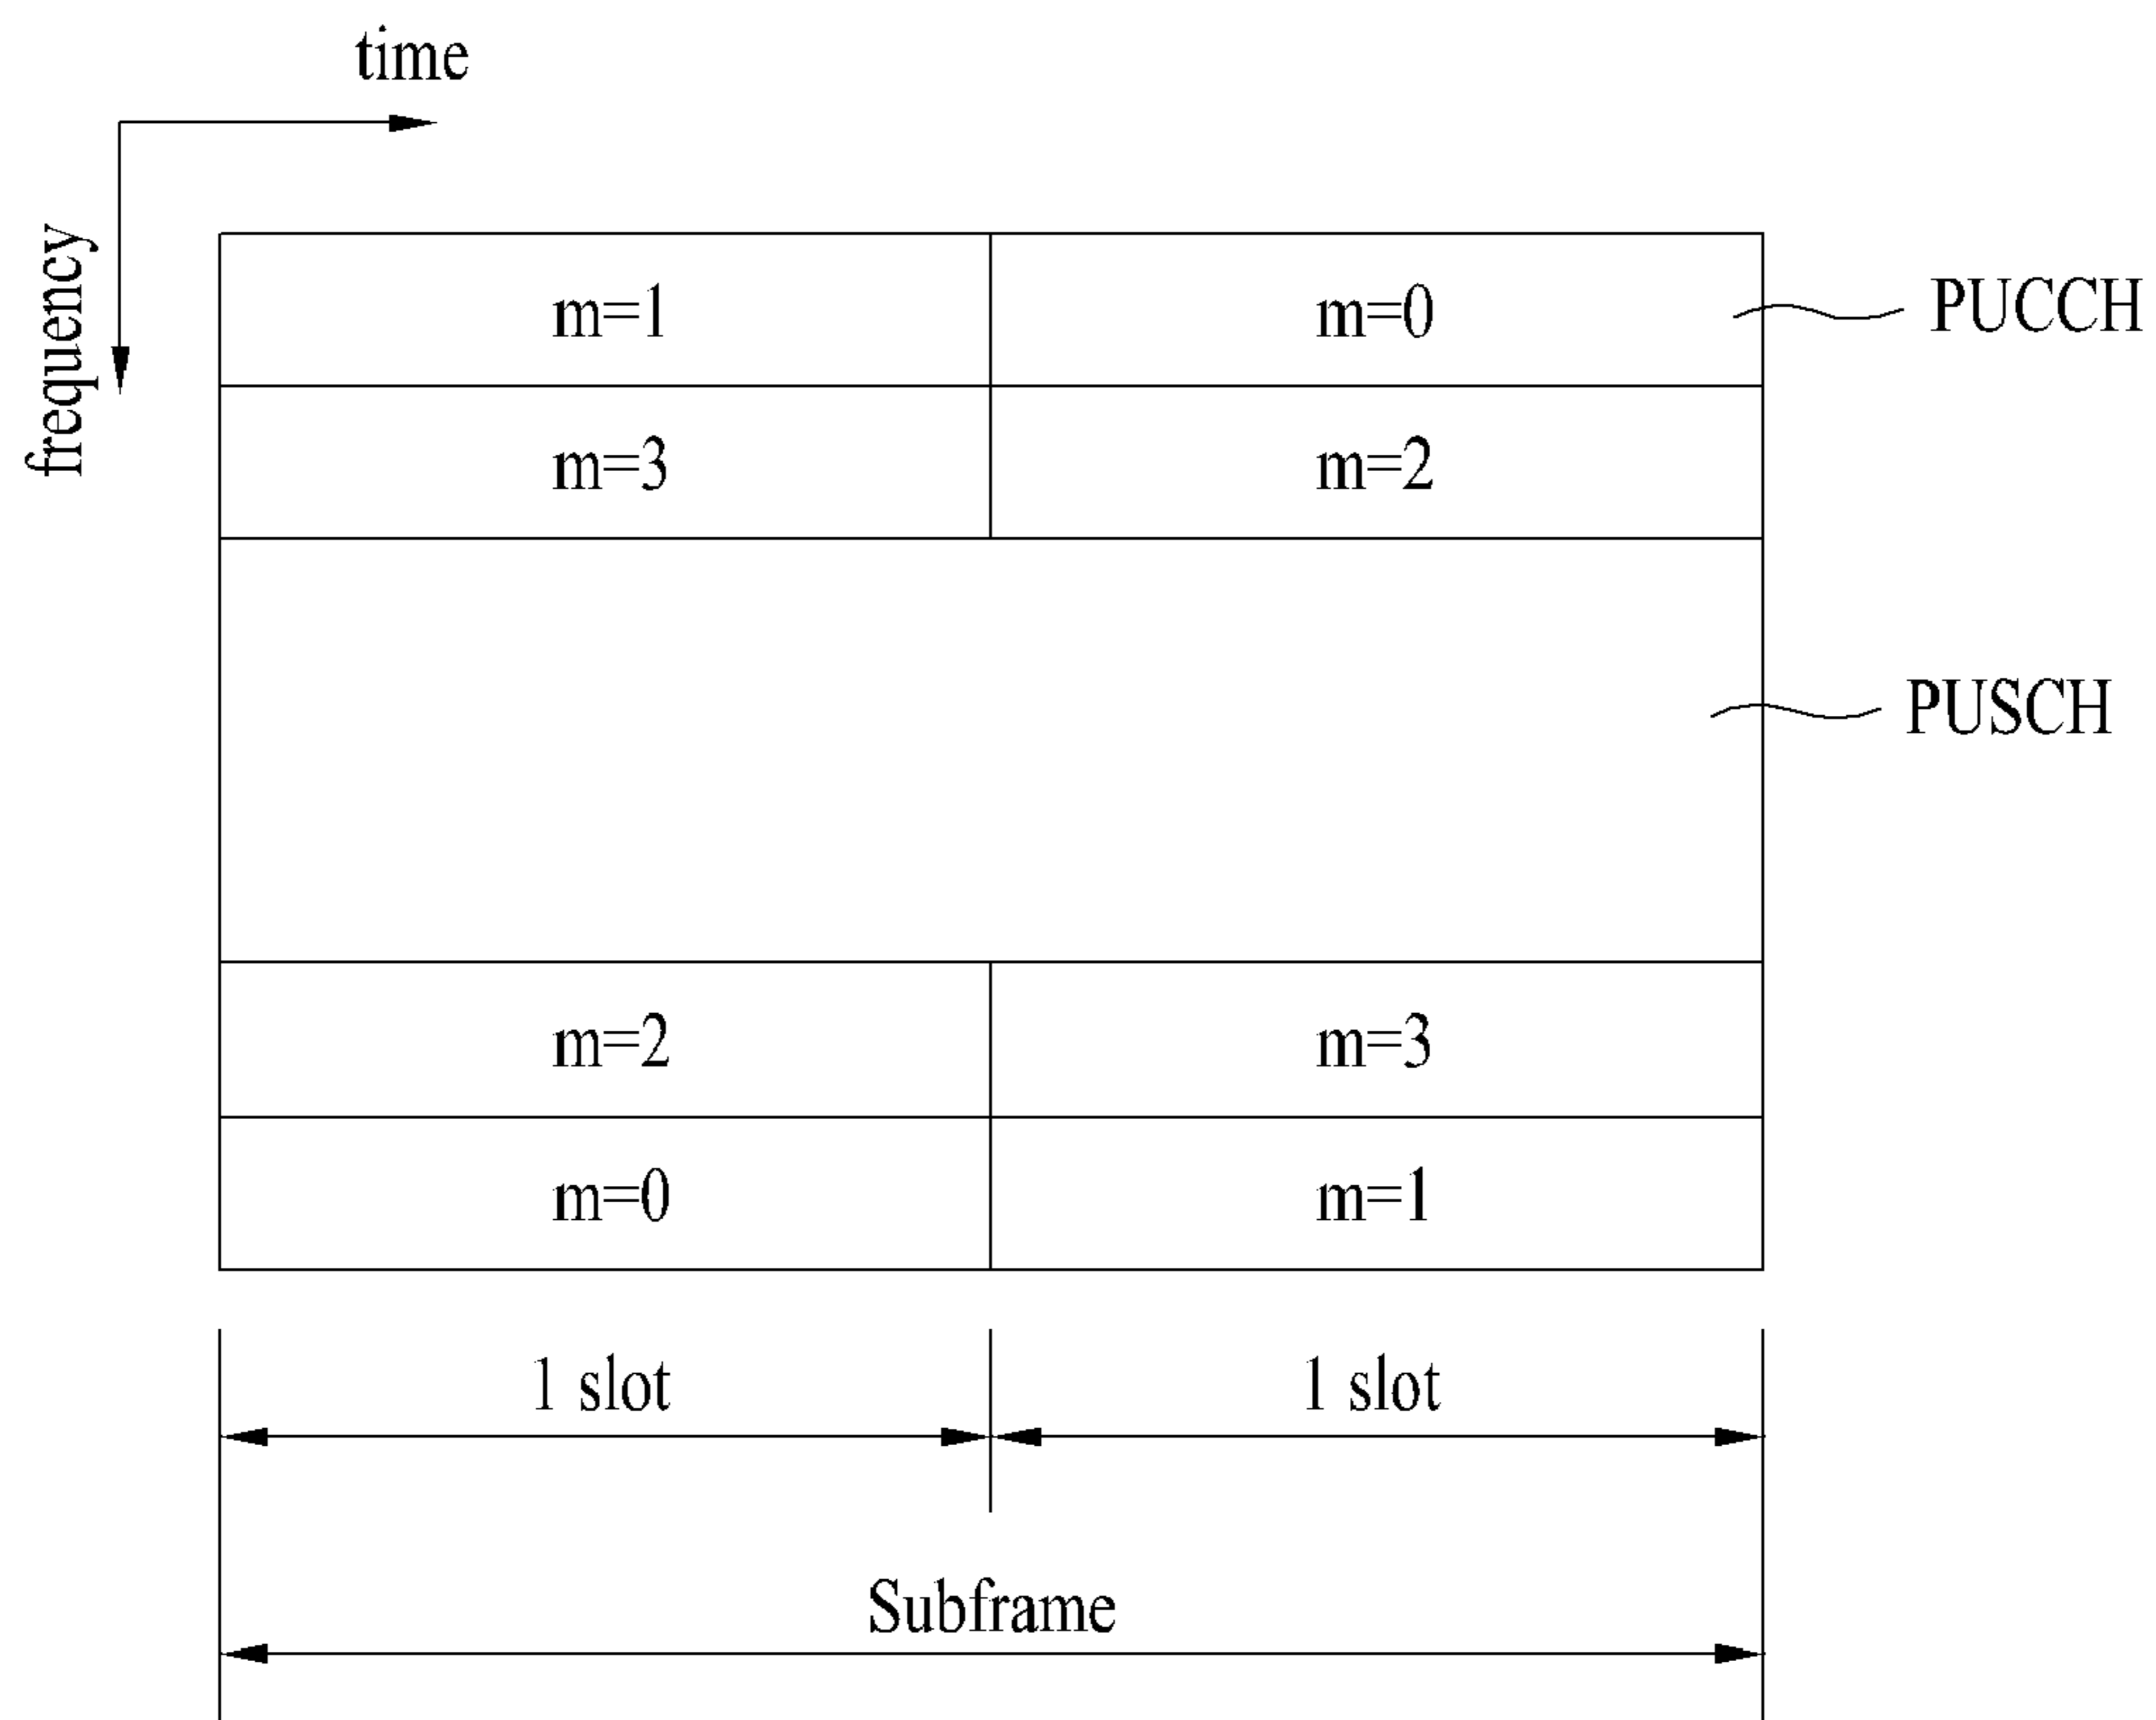 time
frequency
m=1 m=0 PUCCH
m=3 m=2
PUSCH
m=2 m=3
m=0 m=1
1 slot 1 slot
Subframe